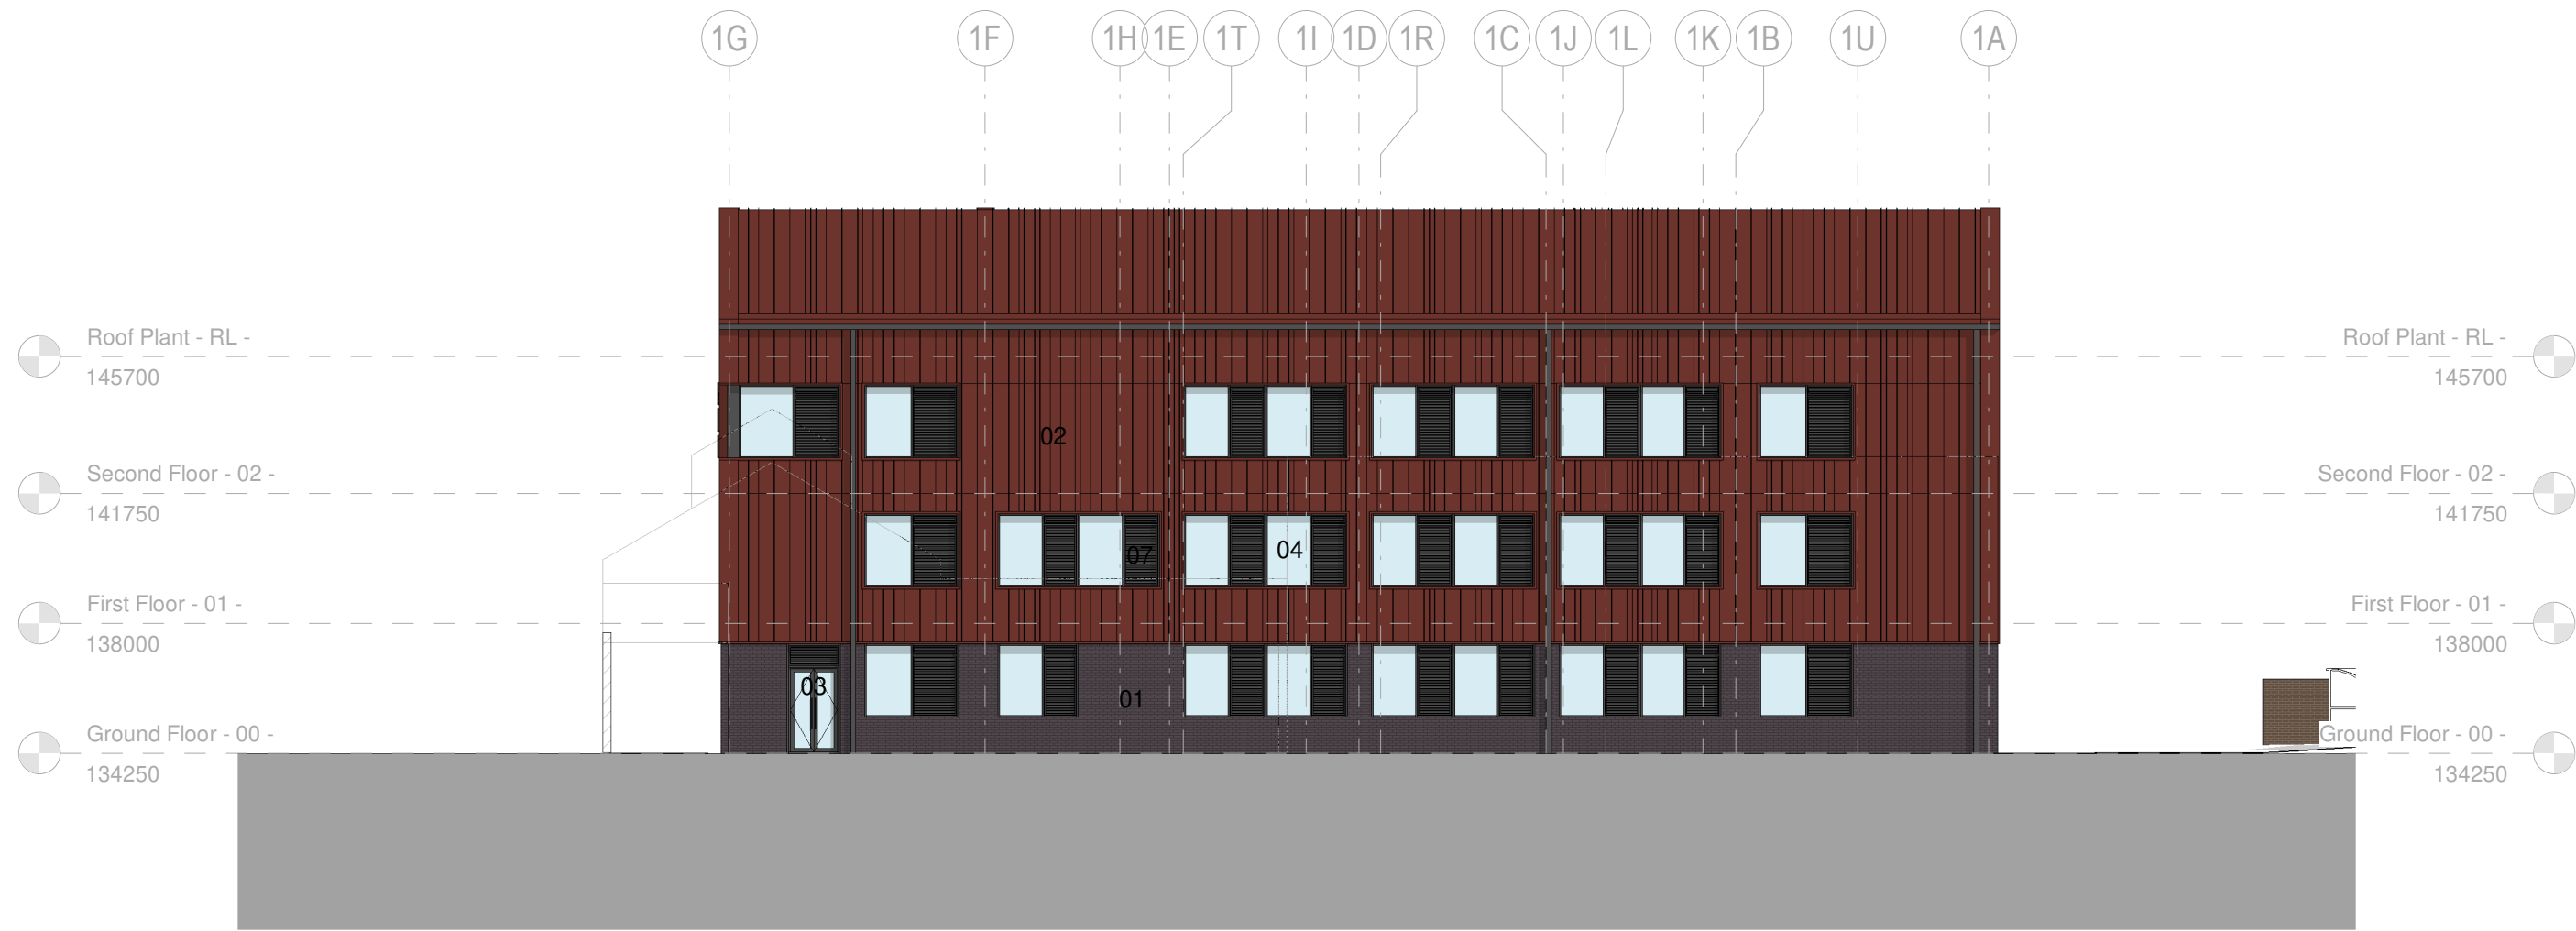 1G 1F 1H 1E 1T 1I 1D 1R 1C 1J 1L 1K 1B 1U 1A
Roof Plant - RL - Roof Plant - RL -
145700 145700
02
Second Floor - 02 - Second Floor - 02 -
141750 141750
07 04
First Floor - 01 - First Floor - 01 -
138000 138000
03 01
Ground Floor - 00 - Ground Floor - 00 -
134250 134250